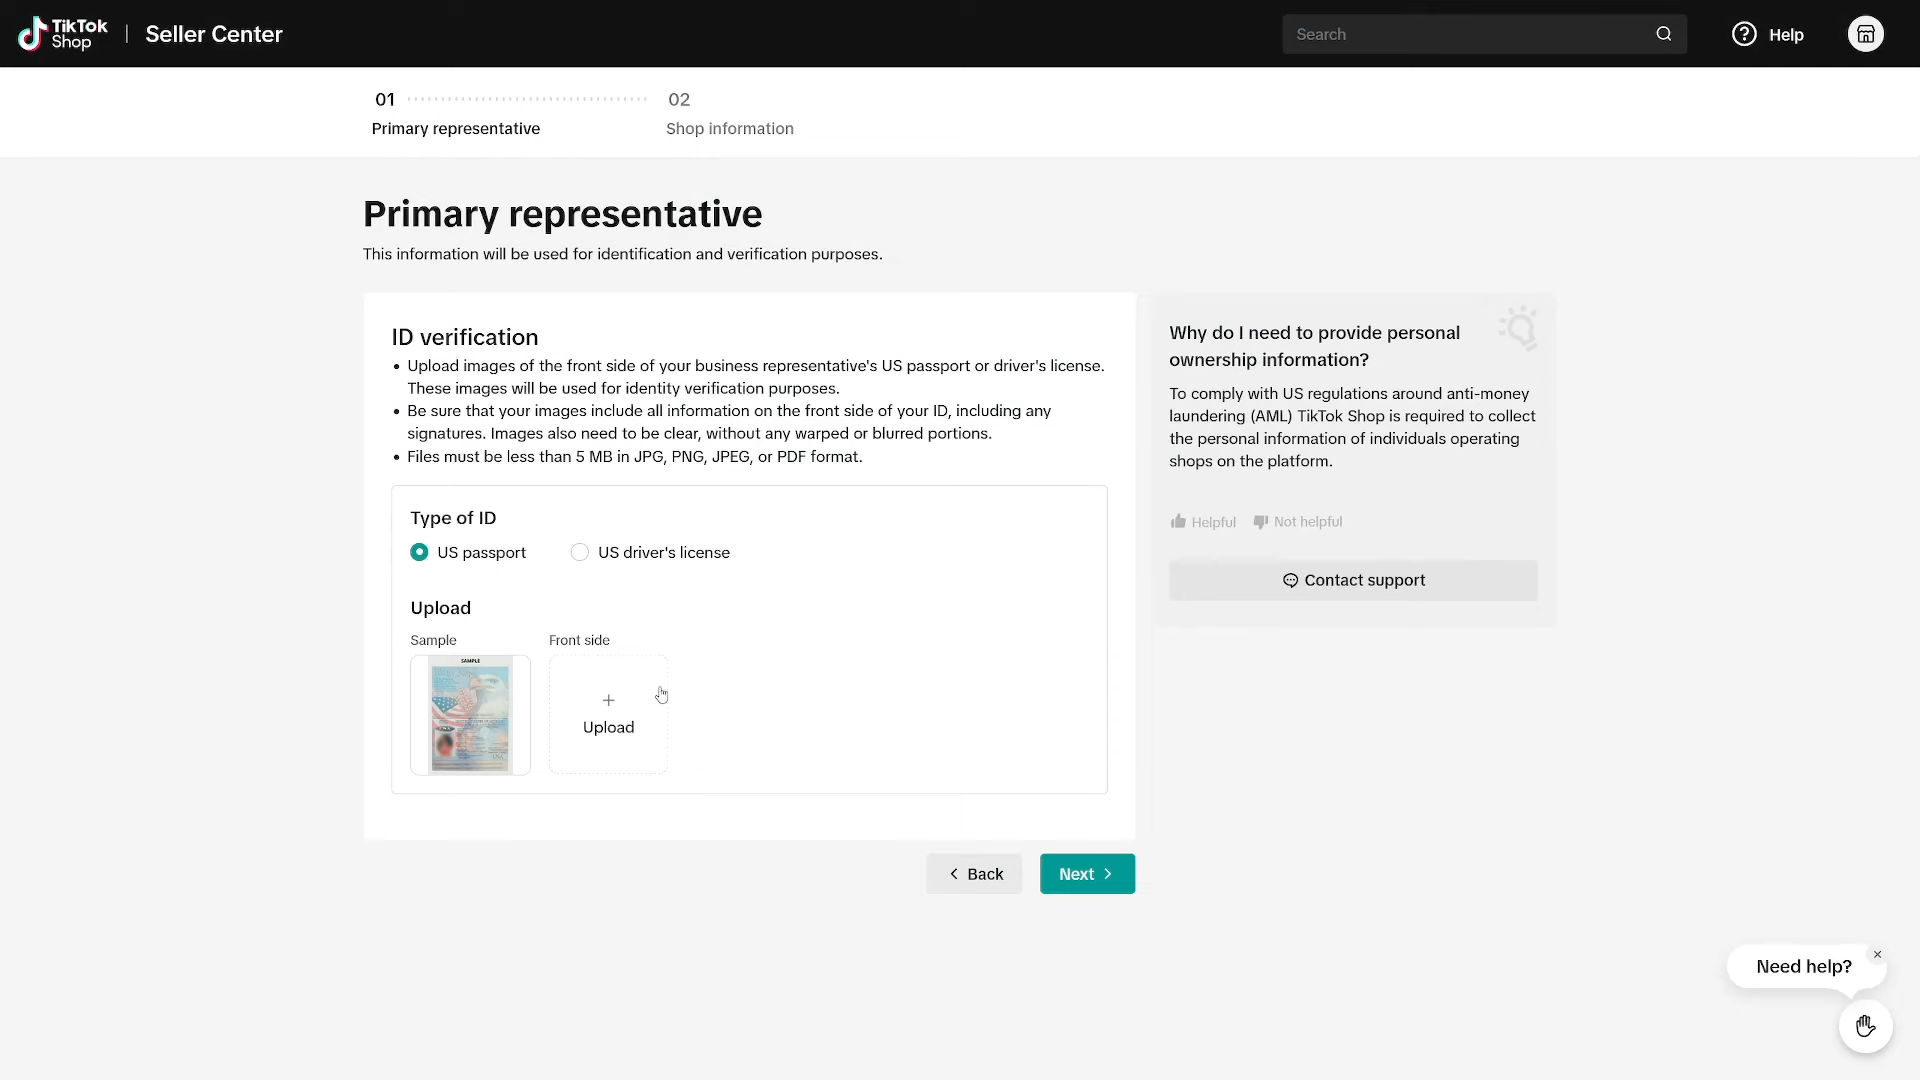 TikTok
Shop
Seller Center
Search
Help
01
02
Primary representative
Shop information
Primary representative
This information will be used for identification and verification purposes.
ID verification
• Upload images of the front side of your business representative's US passport or driver's license.
These images will be used for identity verification purposes.
• Be sure that your images include all information on the front side of your ID, including any
signatures. Images also need to be clear, without any warped or blurred portions.
• Files must be less than 5 MB in JPG, PNG, JPEG, or PDF format.
Type of ID
US passport
US driver's license
Upload
Sample
Front side
SAMPLE
+
Upload
Back
Next
Why do I need to provide personal
ownership information?
To comply with US regulations around anti-money
laundering (AML) TikTok Shop is required to collect
the personal information of individuals operating
shops on the platform.
Helpful
Not helpful
Contact support
Need help?